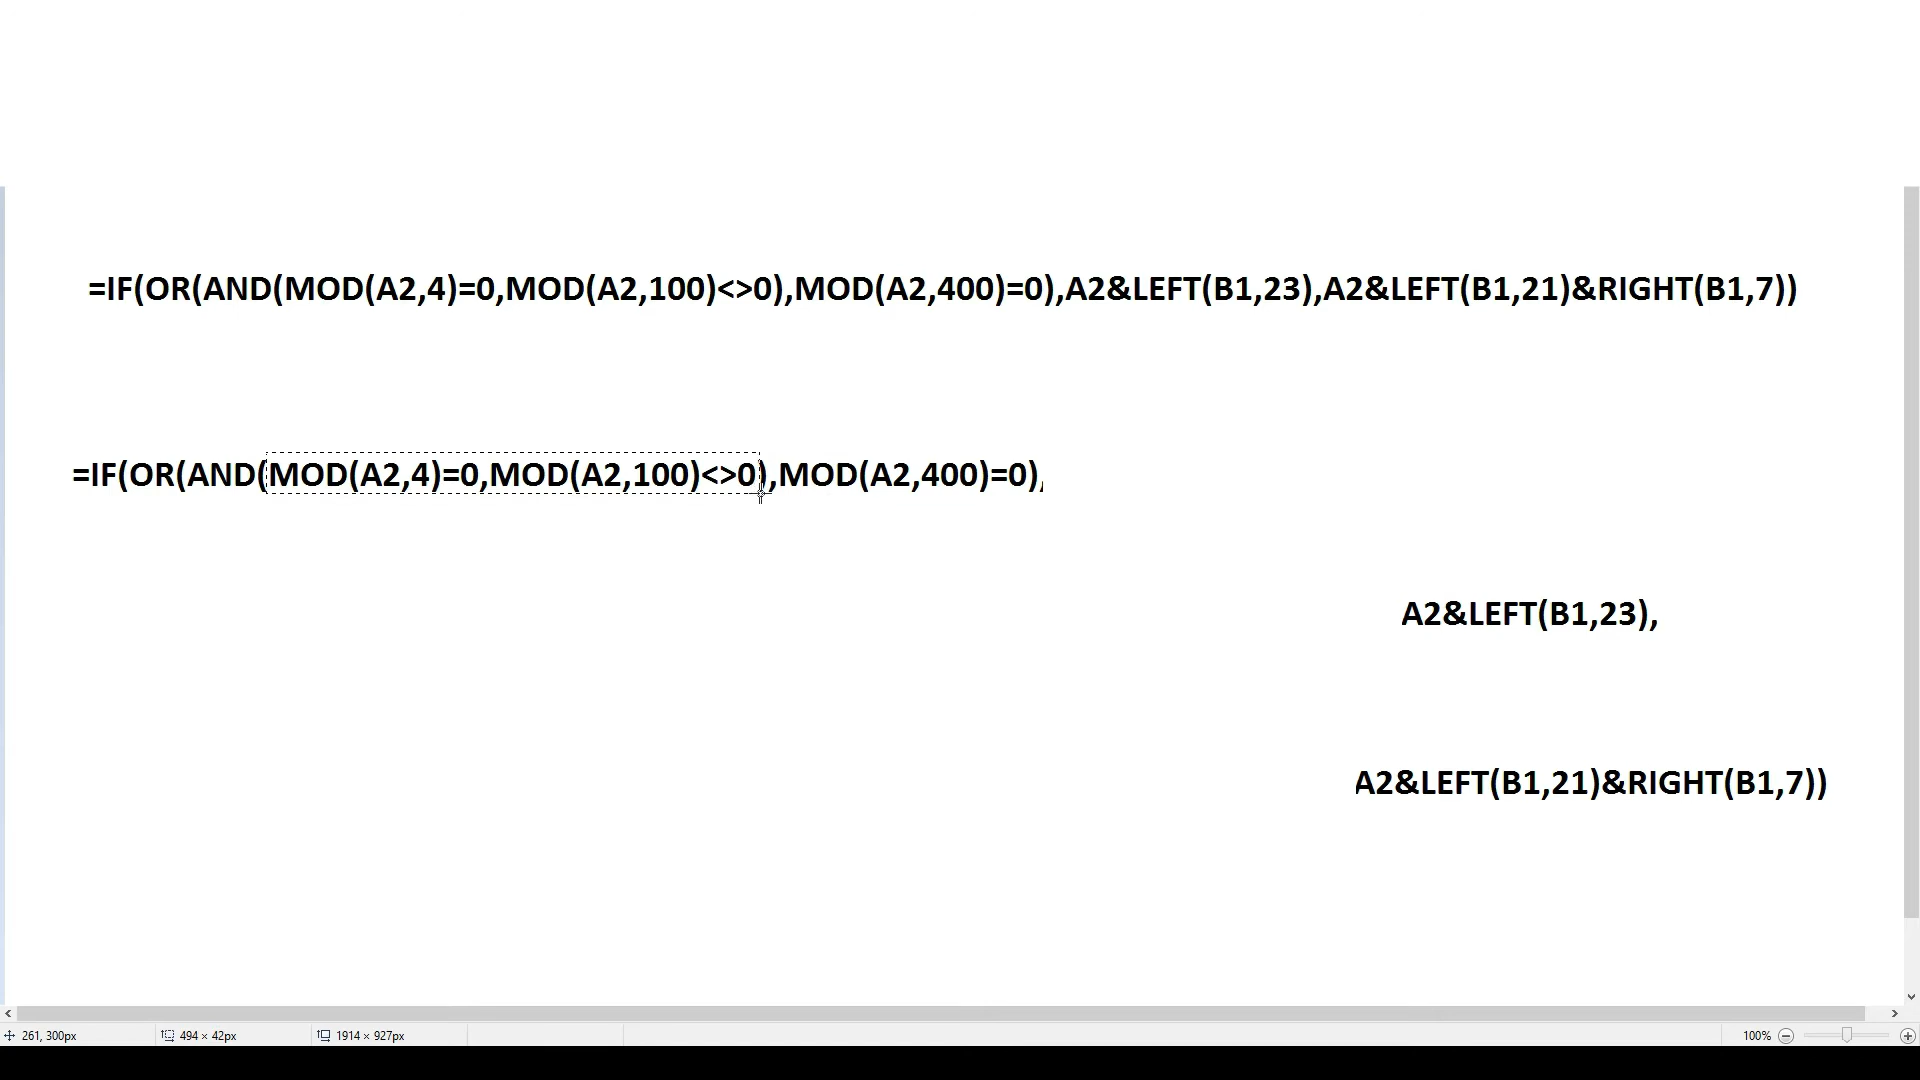 =IF(OR(AND(MOD(A2,4)=0,MOD(A2,100)<>0),MOD(A2,400)=0),A2&LEFT(B1,23),A2&LEFT(B1,21)&RIGHT(B1,7))
=IF(OR(AND(MOD(A2,4)=0,MOD(A2,100)<>0),MOD(A2,400)=0),
A2&LEFT(B1,23),
A2&LEFT(B1,21)&RIGHT(B1,7))
261, 300px 494 × 42px 1914 × 927px 100%